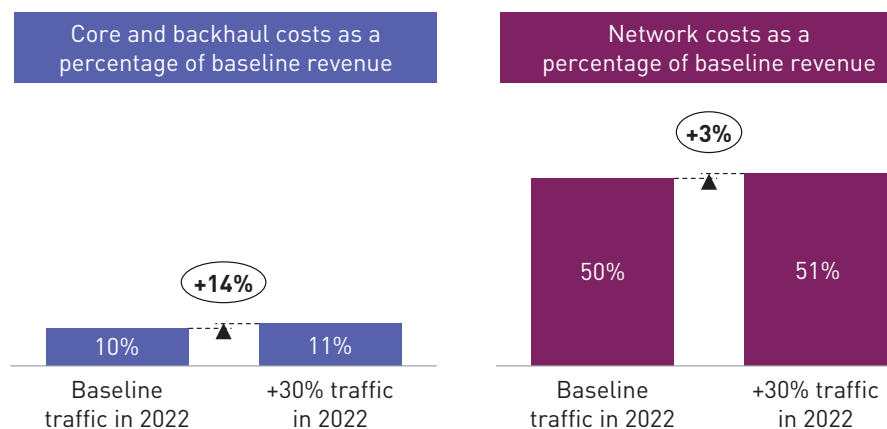 Core and backhaul costs as a
percentage of baseline revenue
+14%
10%
11%
Baseline
traffic in 2022
+30% traffic
in 2022
Network costs as a
percentage of baseline revenue
+3%
50%
51%
Baseline
traffic in 2022
+30% traffic
in 2022